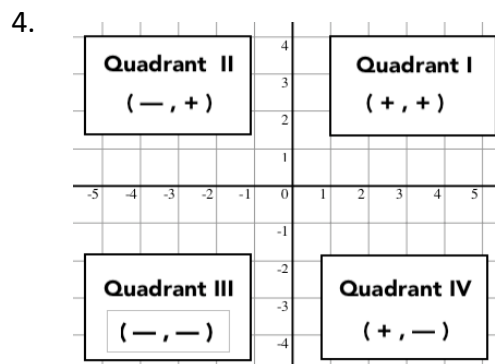 4.
4
Quadrant II
Quadrant I
3
( — , + )
( + , + )
2
1
-5 -4 -3 -2 -1 0 1 2 3 4 5
-1
-2
Quadrant III
Quadrant IV
-3
( — , — )
( + , — )
-4